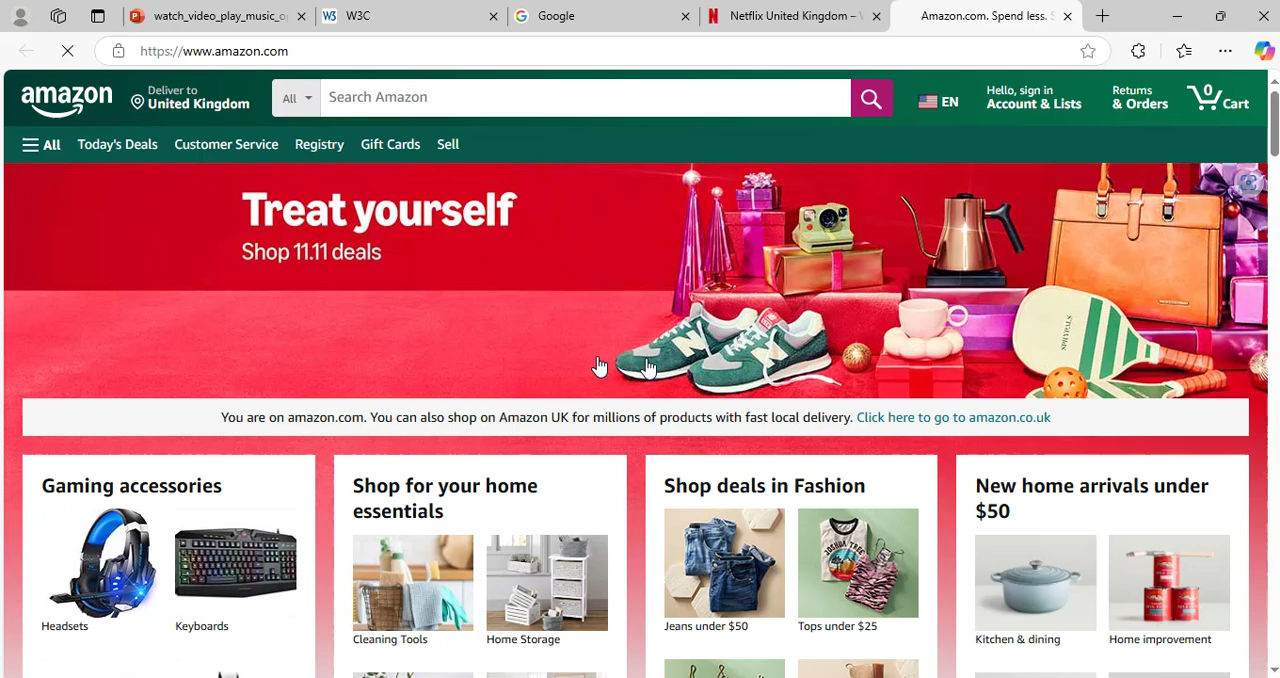 watch_video_play_music_o
W3C
Google
Netflix United Kingdom –
Amazon.com. Spend less.
https://www.amazon.com
amazon
Deliver to
United Kingdom
All
Search Amazon
EN
Hello, sign in
Account & Lists
Returns
& Orders
0
Cart
All
Today's Deals
Customer Service
Registry
Gift Cards
Sell
Treat yourself
Shop 11.11 deals
You are on amazon.com. You can also shop on Amazon UK for millions of products with fast local delivery. Click here to go to amazon.co.uk
Gaming accessories
Headsets
Keyboards
Shop for your home
essentials
Cleaning Tools
Home Storage
Shop deals in Fashion
Jeans under $50
Tops under $25
New home arrivals under
$50
Kitchen & dining
Home improvement